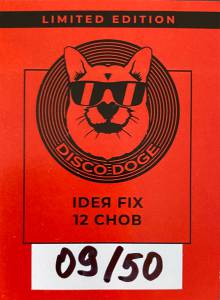 LIMITED EDITION
DISCO DOGE
IDEЯ FIX
12 СНОВ
09/50